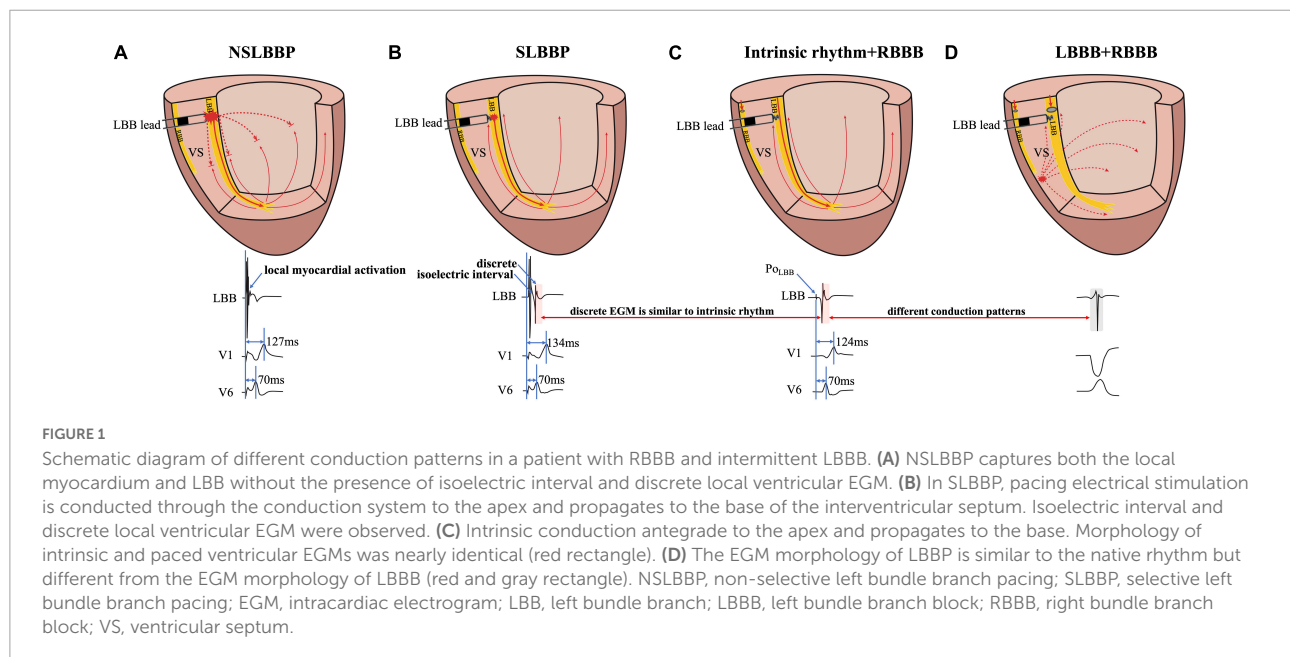 A NSLBBP
B SLBBP
C Intrinsic rhythm+RBBB
D LBBB+RBBB
LBB lead
LBB
RBB
VS
LBB lead
LBB
RBB
VS
LBB lead
LBB
RBB
VS
LBB lead
LBB
RBB
VS
local myocardial activation
LBB
127ms
V1
70ms
V6
discrete
isoelectric interval
LBB
discrete EGM is similar to intrinsic rhythm
134ms
V1
70ms
V6
PoLBB
LBB
different conduction patterns
124ms
V1
70ms
V6
FIGURE 1
Schematic diagram of different conduction patterns in a patient with RBBB and intermittent LBBB. (A) NSLBBP captures both the local
myocardium and LBB without the presence of isoelectric interval and discrete local ventricular EGM. (B) In SLBBP, pacing electrical stimulation
is conducted through the conduction system to the apex and propagates to the base of the interventricular septum. Isoelectric interval and
discrete local ventricular EGM were observed. (C) Intrinsic conduction antegrade to the apex and propagates to the base. Morphology of
intrinsic and paced ventricular EGMs was nearly identical (red rectangle). (D) The EGM morphology of LBBP is similar to the native rhythm but
different from the EGM morphology of LBBB (red and gray rectangle). NSLBBP, non-selective left bundle branch pacing; SLBBP, selective left
bundle branch pacing; EGM, intracardiac electrogram; LBB, left bundle branch; LBBB, left bundle branch block; RBBB, right bundle branch
block; VS, ventricular septum.